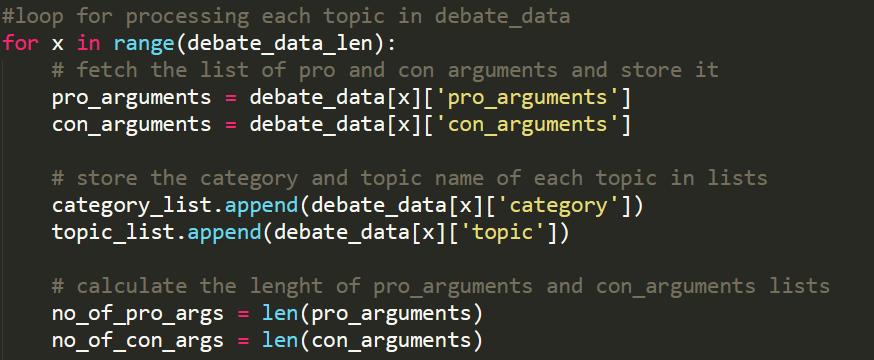 #loop for processing each topic in debate_data
for x in range(debate_data_len):
    # fetch the list of pro and con arguments and store it
    pro_arguments = debate_data[x]['pro_arguments']
    con_arguments = debate_data[x]['con_arguments']

    # store the category and topic name of each topic in lists
    category_list.append(debate_data[x]['category'])
    topic_list.append(debate_data[x]['topic'])

    # calculate the lenght of pro_arguments and con_arguments lists
    no_of_pro_args = len(pro_arguments)
    no_of_con_args = len(con_arguments)